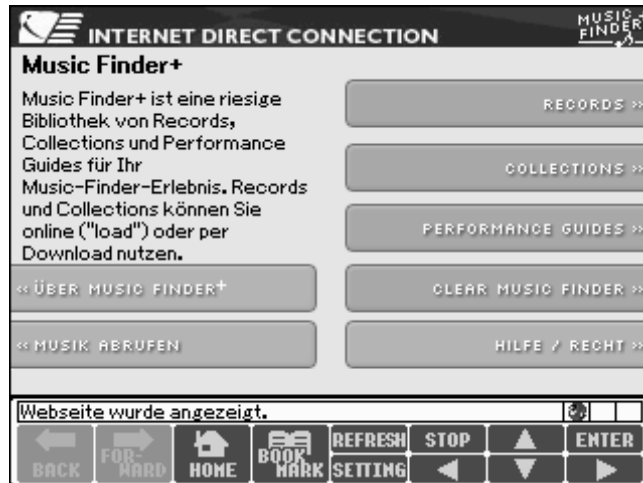 INTERNET DIRECT CONNECTION
MUSIC
FINDER
Music Finder+
Music Finder+ ist eine riesige
Bibliothek von Records,
Collections und Performance
Guides für Ihr
Music-Finder-Erlebnis. Records
und Collections können Sie
online ("load") oder per
Download nutzen.
« ÜBER MUSIC FINDER+
« MUSIK ABRUFEN
RECORDS »
COLLECTIONS »
PERFORMANCE GUIDES »
CLEAR MUSIC FINDER »
HILFE / RECHT »
Webseite wurde angezeigt.
BACK
FOR-
WARD
HOME
BOOK
MARK
REFRESH
SETTING
STOP
ENTER